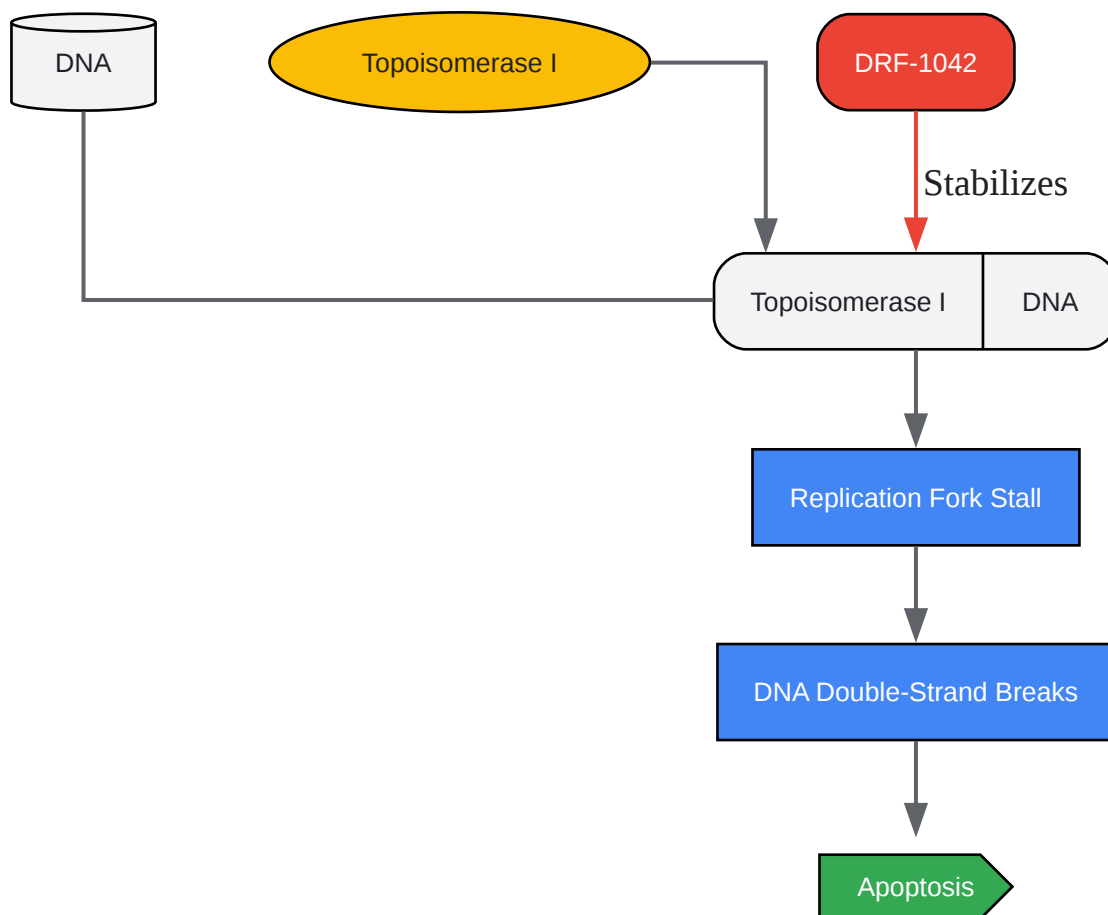 DNA
Topoisomerase I
DRF-1042
Stabilizes
Topoisomerase I
DNA
Replication Fork Stall
DNA Double-Strand Breaks
Apoptosis